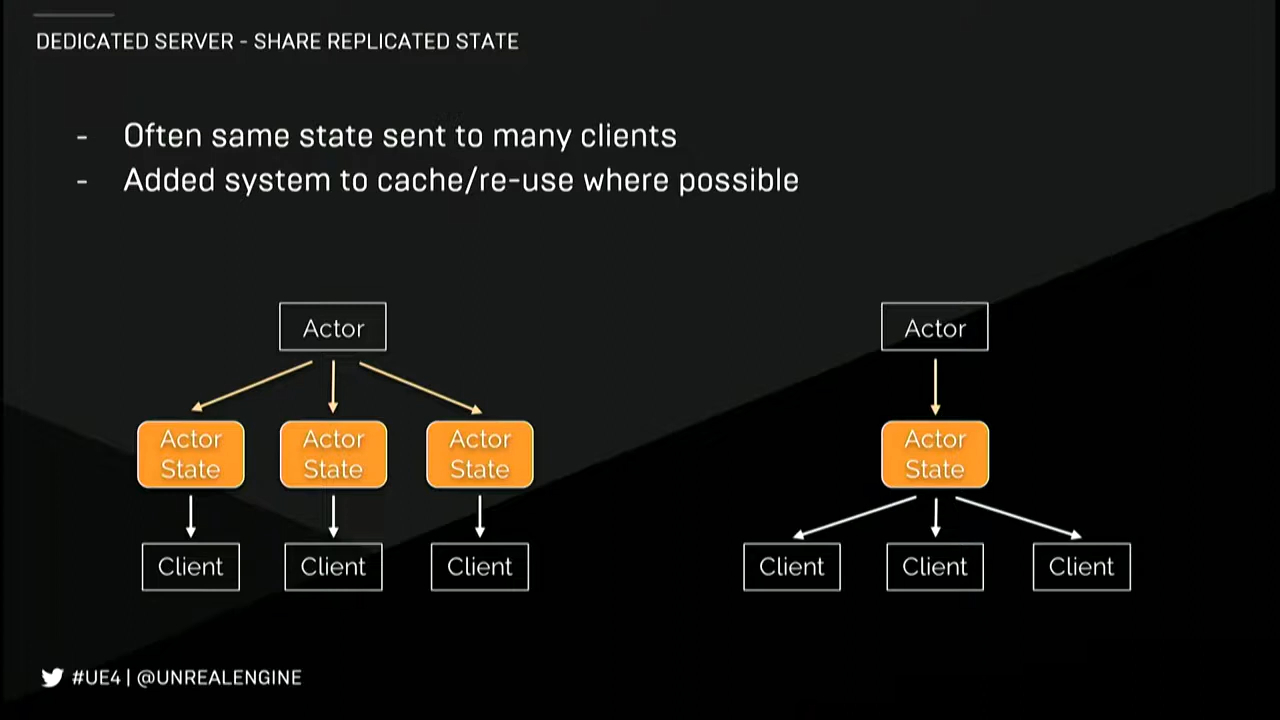 DEDICATED SERVER - SHARE REPLICATED STATE
- Often same state sent to many clients
- Added system to cache/re-use where possible
Actor
Actor
Actor
State
Actor
State
Actor
State
Actor
State
Client
Client
Client
Client
Client
Client
#UE4 | @UNREALENGINE